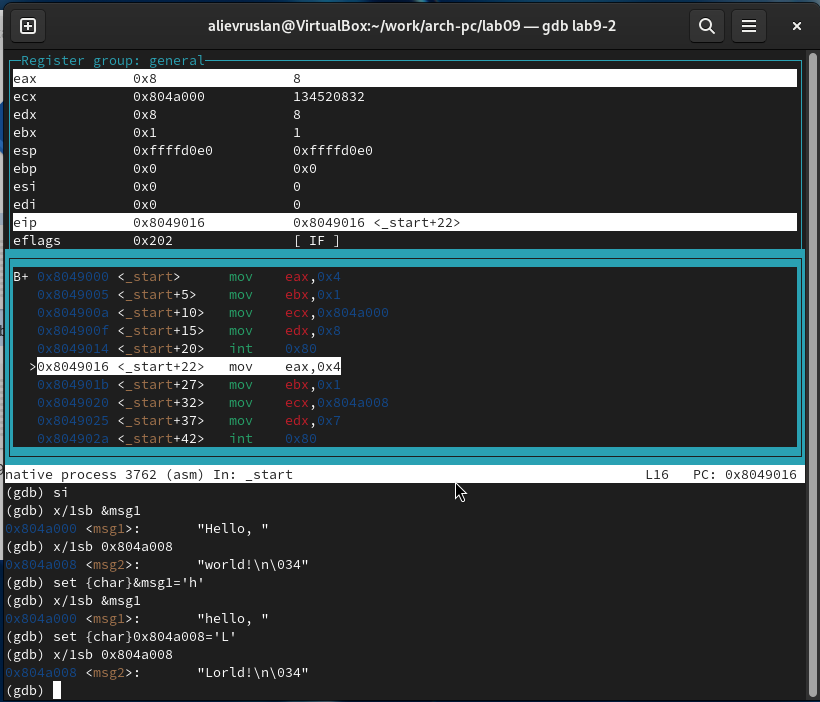 alievruslan@VirtualBox:~/work/arch-pc/lab09 — gdb lab9-2
Register group: general
eax 0x8 8
ecx 0x804a000 134520832
edx 0x8 8
ebx 0x1 1
esp 0xffffd0e0 0xffffd0e0
ebp 0x0 0x0
esi 0x0 0
edi 0x0 0
eip 0x8049016 0x8049016 <_start+22>
eflags 0x202 [ IF ]
B+ 0x8049000 <_start> mov eax,0x4
0x8049005 <_start+5> mov ebx,0x1
0x804900a <_start+10> mov ecx,0x804a000
0x804900f <_start+15> mov edx,0x8
0x8049014 <_start+20> int 0x80
>0x8049016 <_start+22> mov eax,0x4
0x804901b <_start+27> mov ebx,0x1
0x8049020 <_start+32> mov ecx,0x804a008
0x8049025 <_start+37> mov edx,0x7
0x804902a <_start+42> int 0x80
native process 3762 (asm) In: _start L16 PC: 0x8049016
(gdb) si
(gdb) x/1sb &msg1
0x804a000 <msg1>: "Hello, "
(gdb) x/1sb 0x804a008
0x804a008 <msg2>: "world!\n\034"
(gdb) set {char}&msg1='h'
(gdb) x/1sb &msg1
0x804a000 <msg1>: "hello, "
(gdb) set {char}0x804a008='L'
(gdb) x/1sb 0x804a008
0x804a008 <msg2>: "Lorld!\n\034"
(gdb)